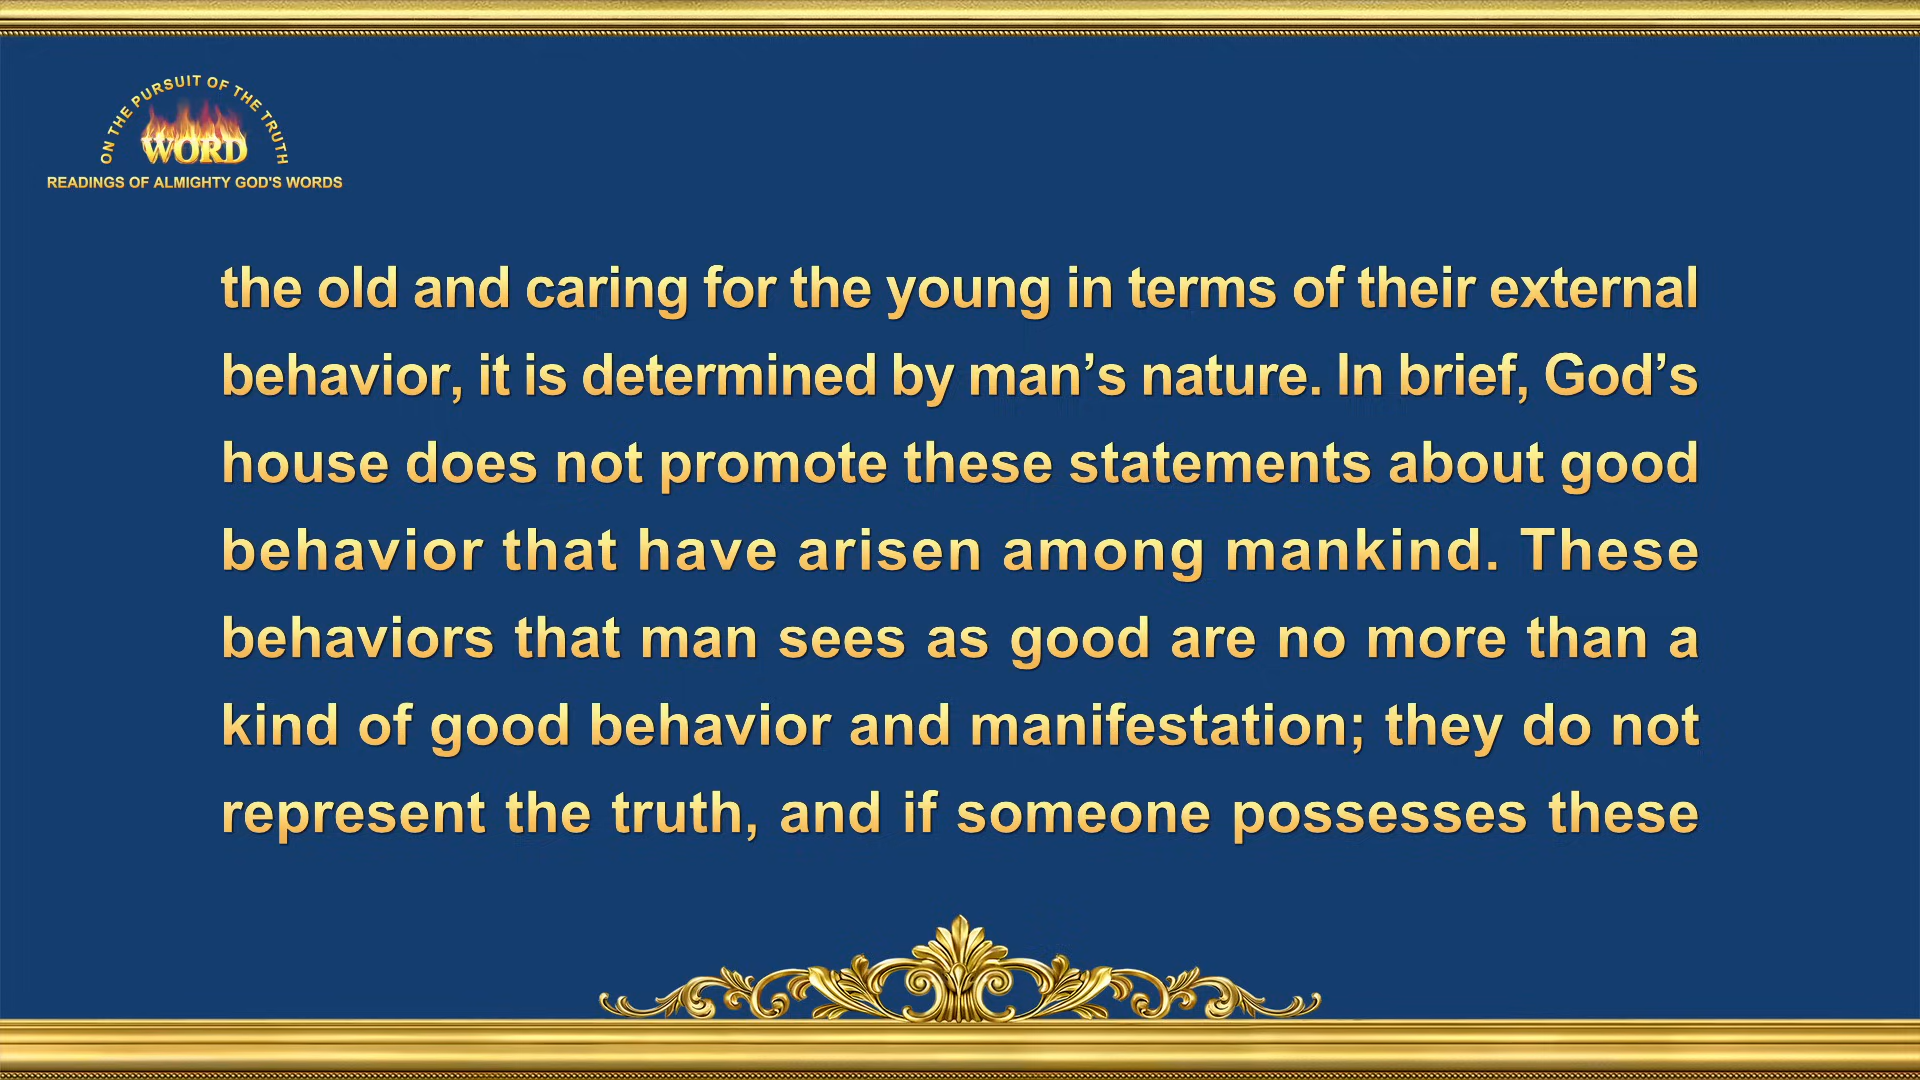 ON THE PURSUIT OF THE TRUTH
WORD
READINGS OF ALMIGHTY GOD'S WORDS
the old and caring for the young in terms of their external
behavior, it is determined by man’s nature. In brief, God’s
house does not promote these statements about good
behavior that have arisen among mankind. These
behaviors that man sees as good are no more than a
kind of good behavior and manifestation; they do not
represent the truth, and if someone possesses these